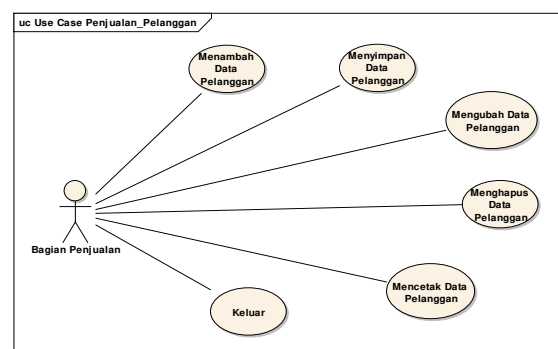 uc Use Case Penjualan_Pelanggan
Menambah
Data
Pelanggan
Menyimpan
Data
Pelanggan
Mengubah Data
Pelanggan
Menghapus
Data
Pelanggan
Bagian Penjualan
Mencetak Data
Pelanggan
Keluar